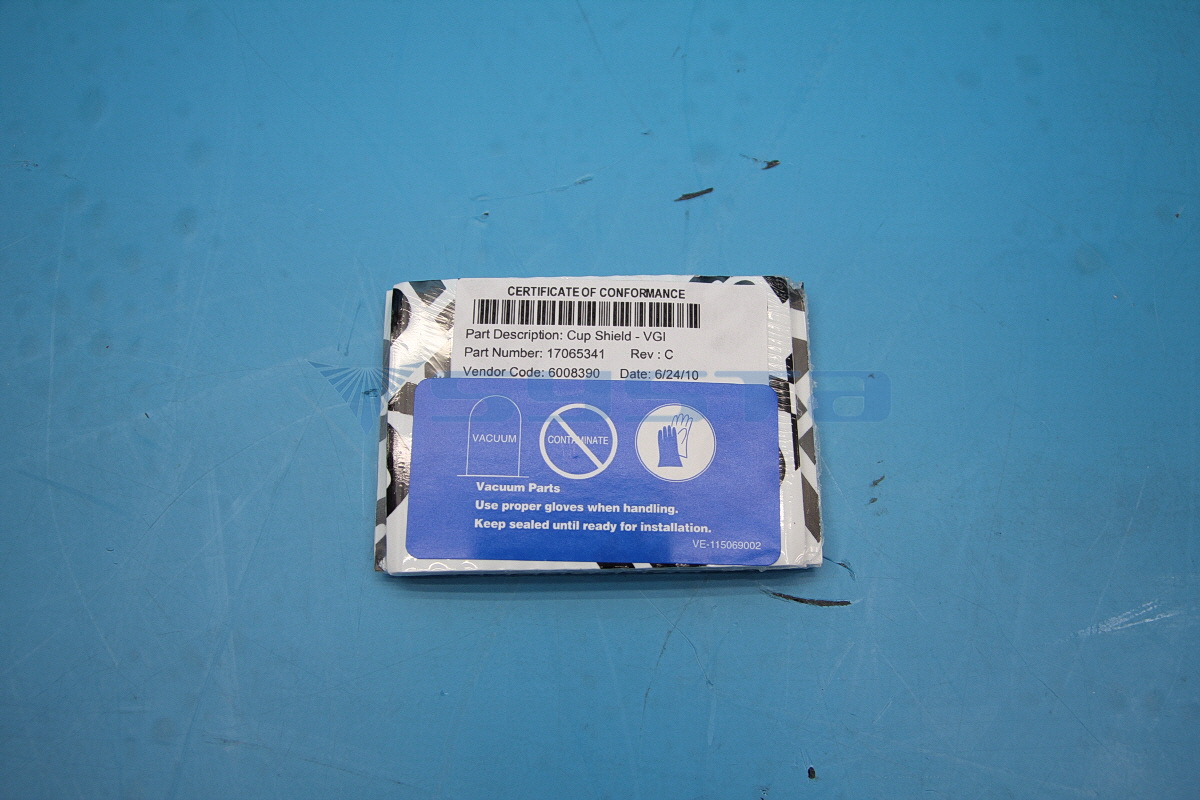 CERTIFICATE OF CONFORMANCE
Part Description: Cup Shield - VGI
Part Number: 17065341 Rev : C
Vendor Code: 6008390 Date: 6/24/10
SYSTA
VACUUM
CONTAMINATE
Vacuum Parts
Use proper gloves when handling.
Keep sealed until ready for installation.
VE-115069002